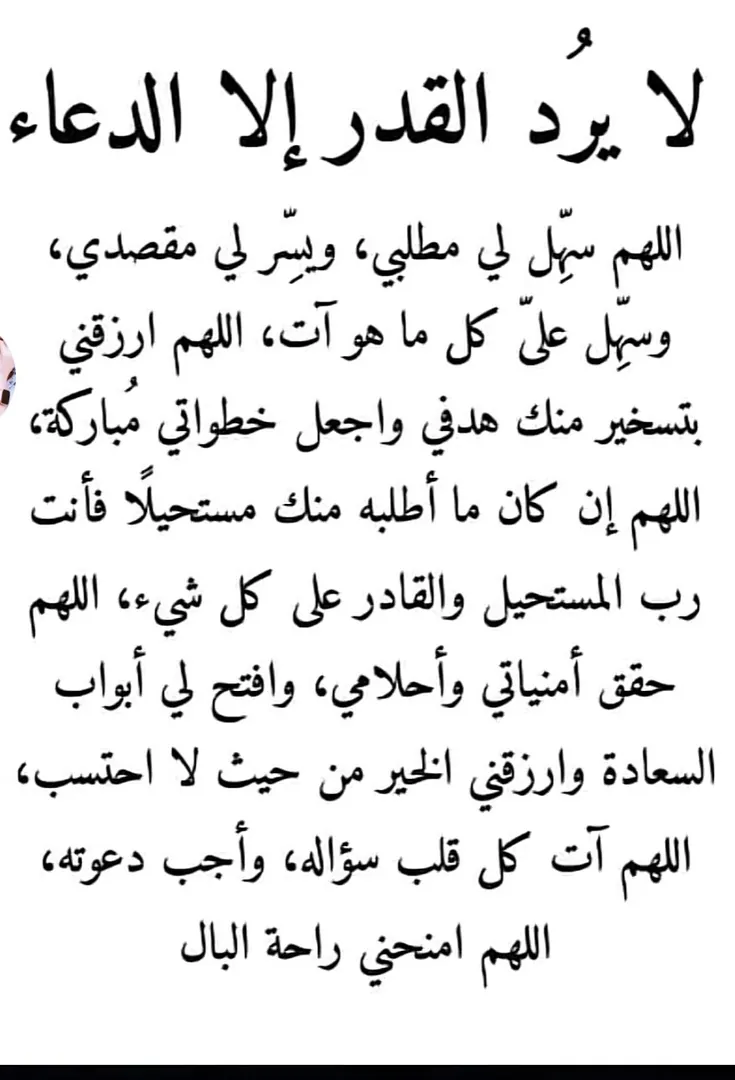 لا يرُد القدر إلا الدعاء
اللهم سهِّل لي مطلبي، ويسِّر لي مقصدي،
وسهِّل عليّ كل ما هو آت، اللهم ارزقني
بتسخير منك هدفي واجعل خطواتي مُباركة،
اللهم إن كان ما أطلبه منك مستحيلًا فأنت
رب المستحيل والقادر على كل شيء، اللهم
حقق أمنياتي وأحلامي، وافتح لي أبواب
السعادة وارزقني الخير من حيث لا احتسب،
اللهم آت كل قلب سؤاله، وأجب دعوته،
اللهم امنحني راحة البال